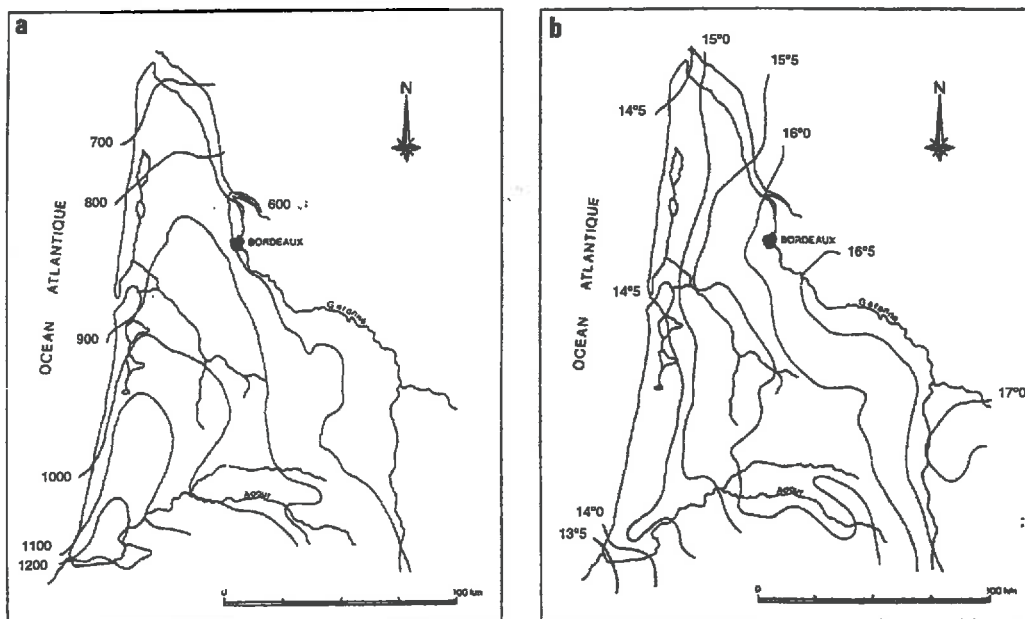 a
N
700
800
600
OCEAN ATLANTIQUE
BORDEAUX
Garonne
900
1000
ADOUR
1100
1200
0
100 km
b
15°0
15°5
14°5
N
16°0
OCEAN ATLANTIQUE
BORDEAUX
16°5
14°5
Garonne
17°0
ADOUR
14°0
13°5
0
100 km